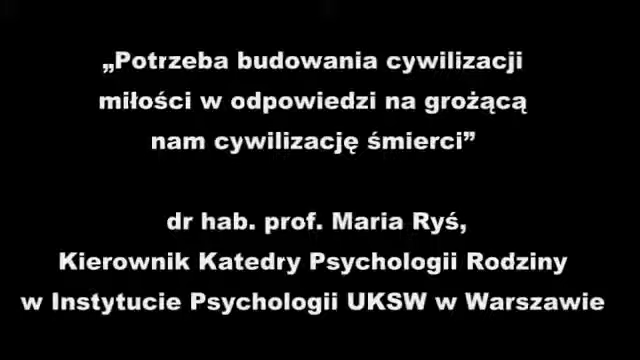 „Potrzeba budowania cywilizacji
miłości w odpowiedzi na grożącą
nam cywilizację śmierci”
dr hab. prof. Maria Ryś,
Kierownik Katedry Psychologii Rodziny
w Instytucie Psychologii UKSW w Warszawie